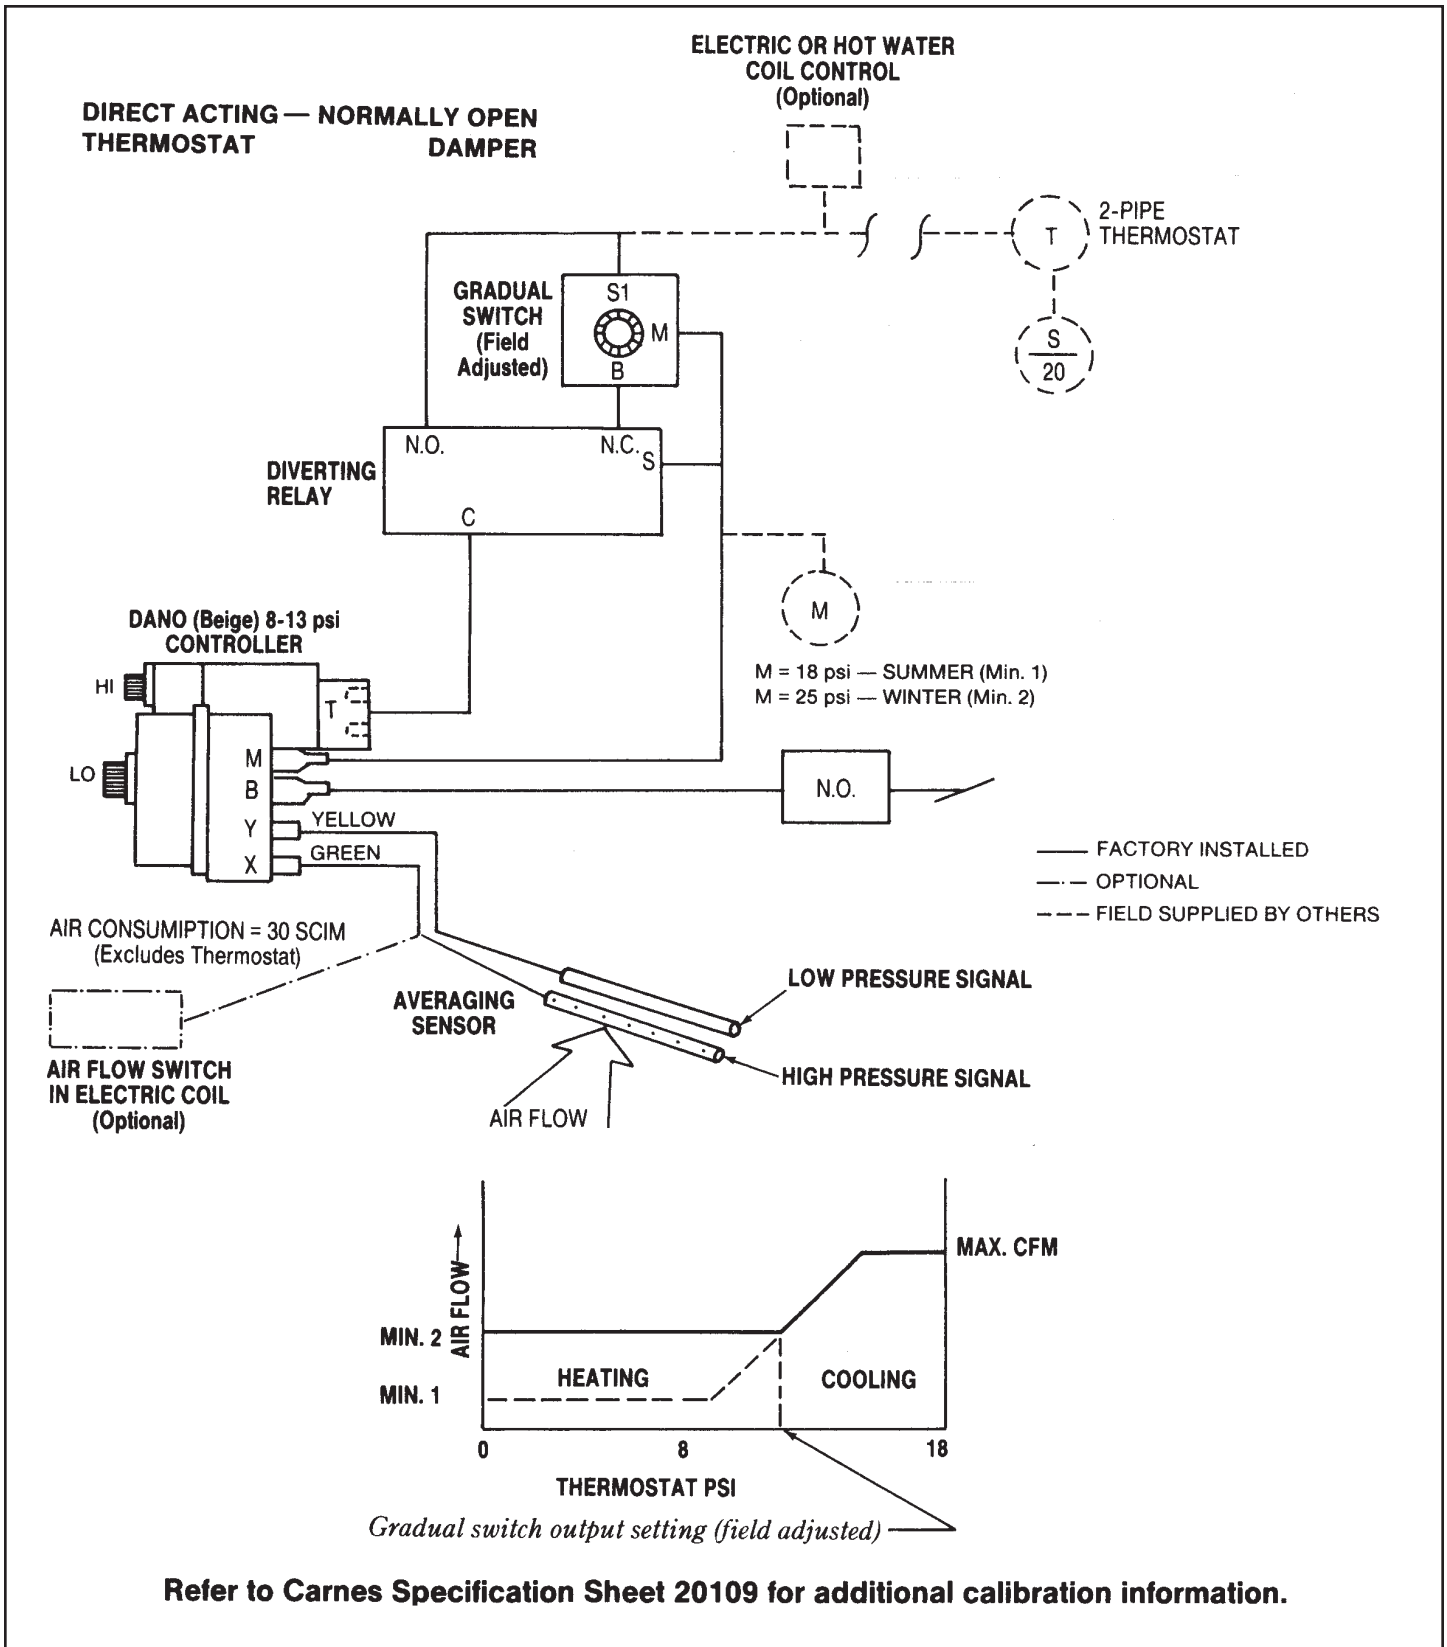 ELECTRIC OR HOT WATER
COIL CONTROL
(Optional)
DIRECT ACTING — NORMALLY OPEN
THERMOSTAT DAMPER
2-PIPE
THERMOSTAT
T
S
20
GRADUAL
SWITCH
(Field
Adjusted)
S1
M
B
DIVERTING
RELAY
N.O.
N.C.
S
C
M
M = 18 psi — SUMMER (Min. 1)
M = 25 psi — WINTER (Min. 2)
DANO (Beige) 8-13 psi
CONTROLLER
HI
T
LO
M
B
Y
X
YELLOW
GREEN
N.O.
FACTORY INSTALLED
OPTIONAL
FIELD SUPPLIED BY OTHERS
AIR CONSUMIPTION = 30 SCIM
(Excludes Thermostat)
AIR FLOW SWITCH
IN ELECTRIC COIL
(Optional)
AVERAGING
SENSOR
LOW PRESSURE SIGNAL
HIGH PRESSURE SIGNAL
AIR FLOW
AIR FLOW
MAX. CFM
MIN. 2
MIN. 1
HEATING
COOLING
0 8 18
THERMOSTAT PSI
Gradual switch output setting (field adjusted)
Refer to Carnes Specification Sheet 20109 for additional calibration information.